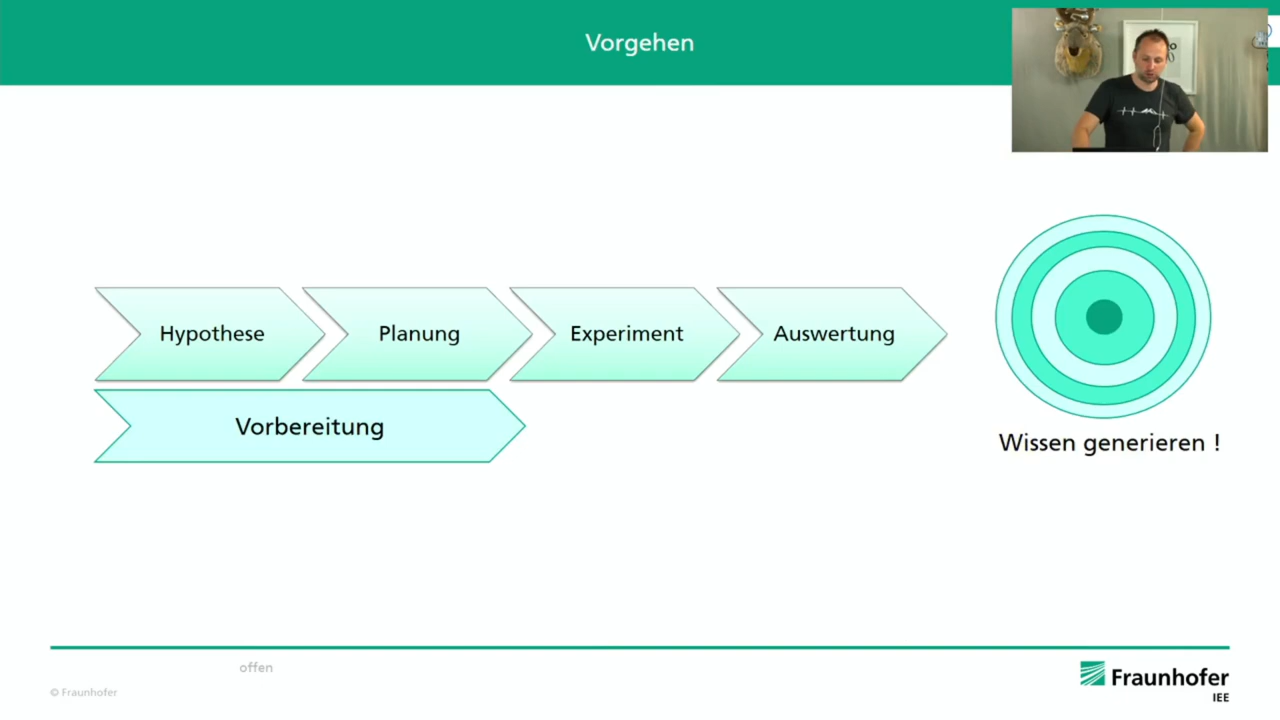 Vorgehen
Hypothese
Planung
Experiment
Auswertung
Vorbereitung
Wissen generieren !
offen
© Fraunhofer
Fraunhofer
IEE